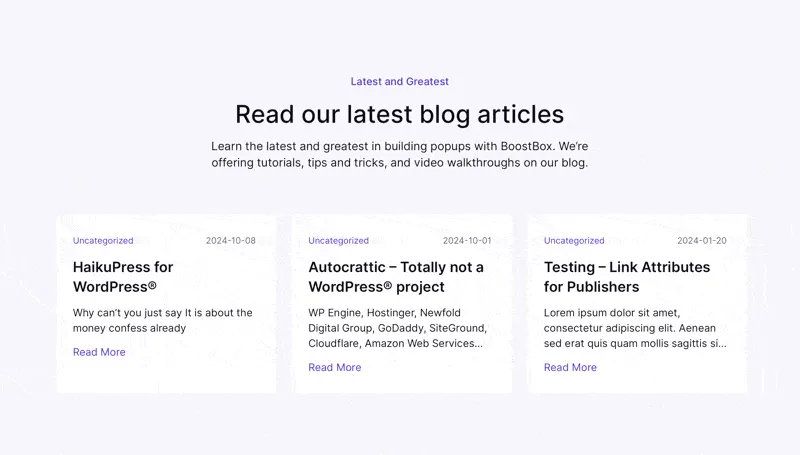 Latest and Greatest
Read our latest blog articles
Learn the latest and greatest in building popups with BoostBox. We’re
offering tutorials, tips and tricks, and video walkthroughs on our blog.
Uncategorized 2024-10-08
HaikuPress for
WordPress®
Why can’t you just say It is about the
money confess already
Read More
Uncategorized 2024-10-01
Autocrattic – Totally not a
WordPress® project
WP Engine, Hostinger, Newfold
Digital Group, GoDaddy, SiteGround,
Cloudflare, Amazon Web Services...
Read More
Uncategorized 2024-01-20
Testing – Link Attributes
for Publishers
Lorem ipsum dolor sit amet,
consectetur adipiscing elit. Aenean
sed erat quis quam mollis sagittis si...
Read More